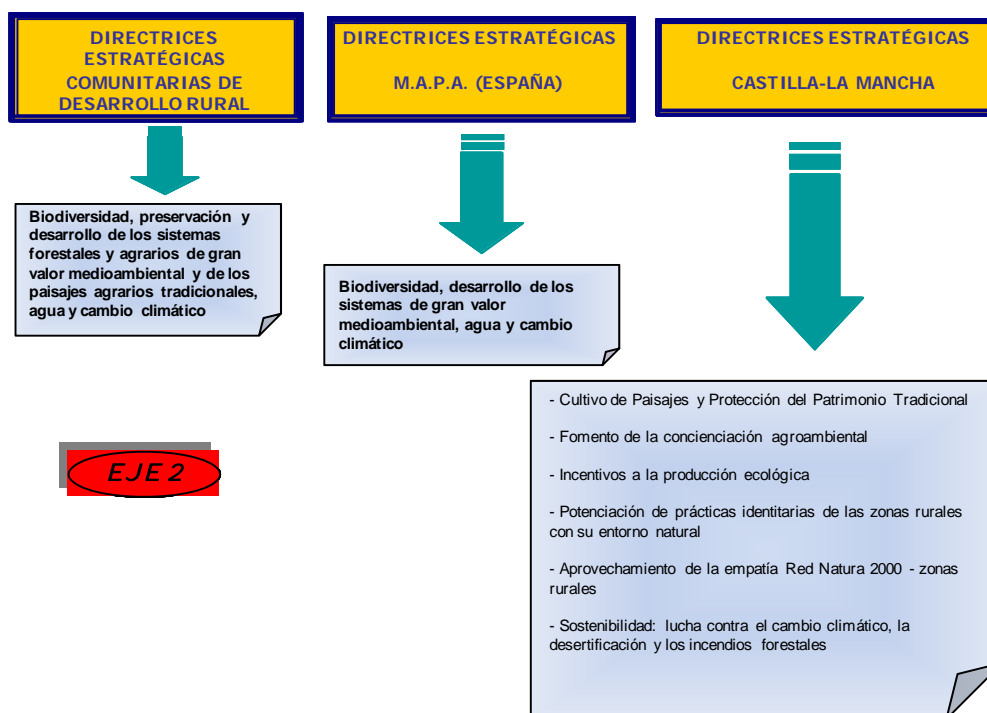 DIRECTRICES
ESTRATÉGICAS
COMUNITARIAS DE
DESARROLLO RURAL
DIRECTRICES ESTRATÉGICAS
M.A.P.A. (ESPAÑA)
DIRECTRICES ESTRATÉGICAS
CASTILLA-LA MANCHA
Biodiversidad, preservación y
desarrollo de los sistemas
forestales y agrarios de gran
valor medioambiental y de los
paisajes agrarios tradicionales,
agua y cambio climático
Biodiversidad, desarrollo de los
sistemas de gran valor
medioambiental, agua y cambio
climático
- Cultivo de Paisajes y Protección del Patrimonio Tradicional
- Fomento de la concienciación agroambiental
- Incentivos a la producción ecológica
- Potenciación de prácticas identitarias de las zonas rurales
con su entorno natural
- Aprovechamiento de la empatía Red Natura 2000 - zonas
rurales
- Sostenibilidad: lucha contra el cambio climático, la
desertificación y los incendios forestales
EJE 2